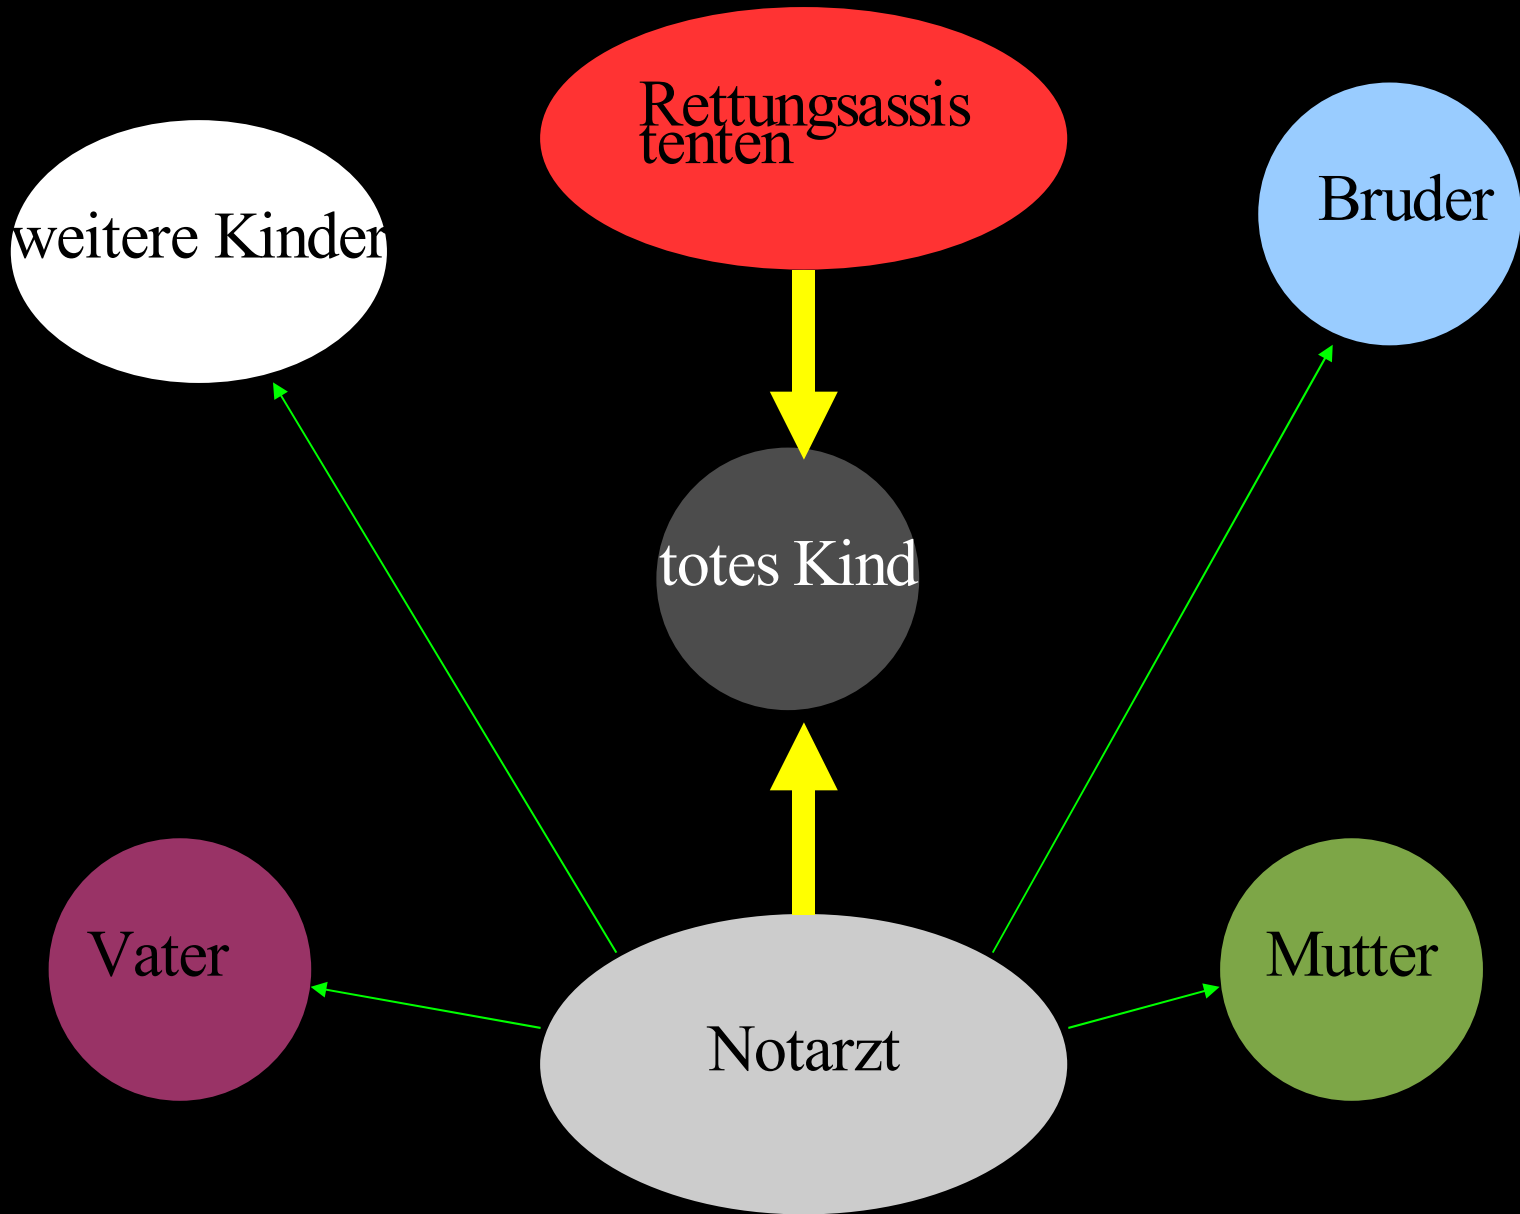 Rettungsassis
tenten
weitere Kinder
Bruder
totes Kind
Vater
Mutter
Notarzt